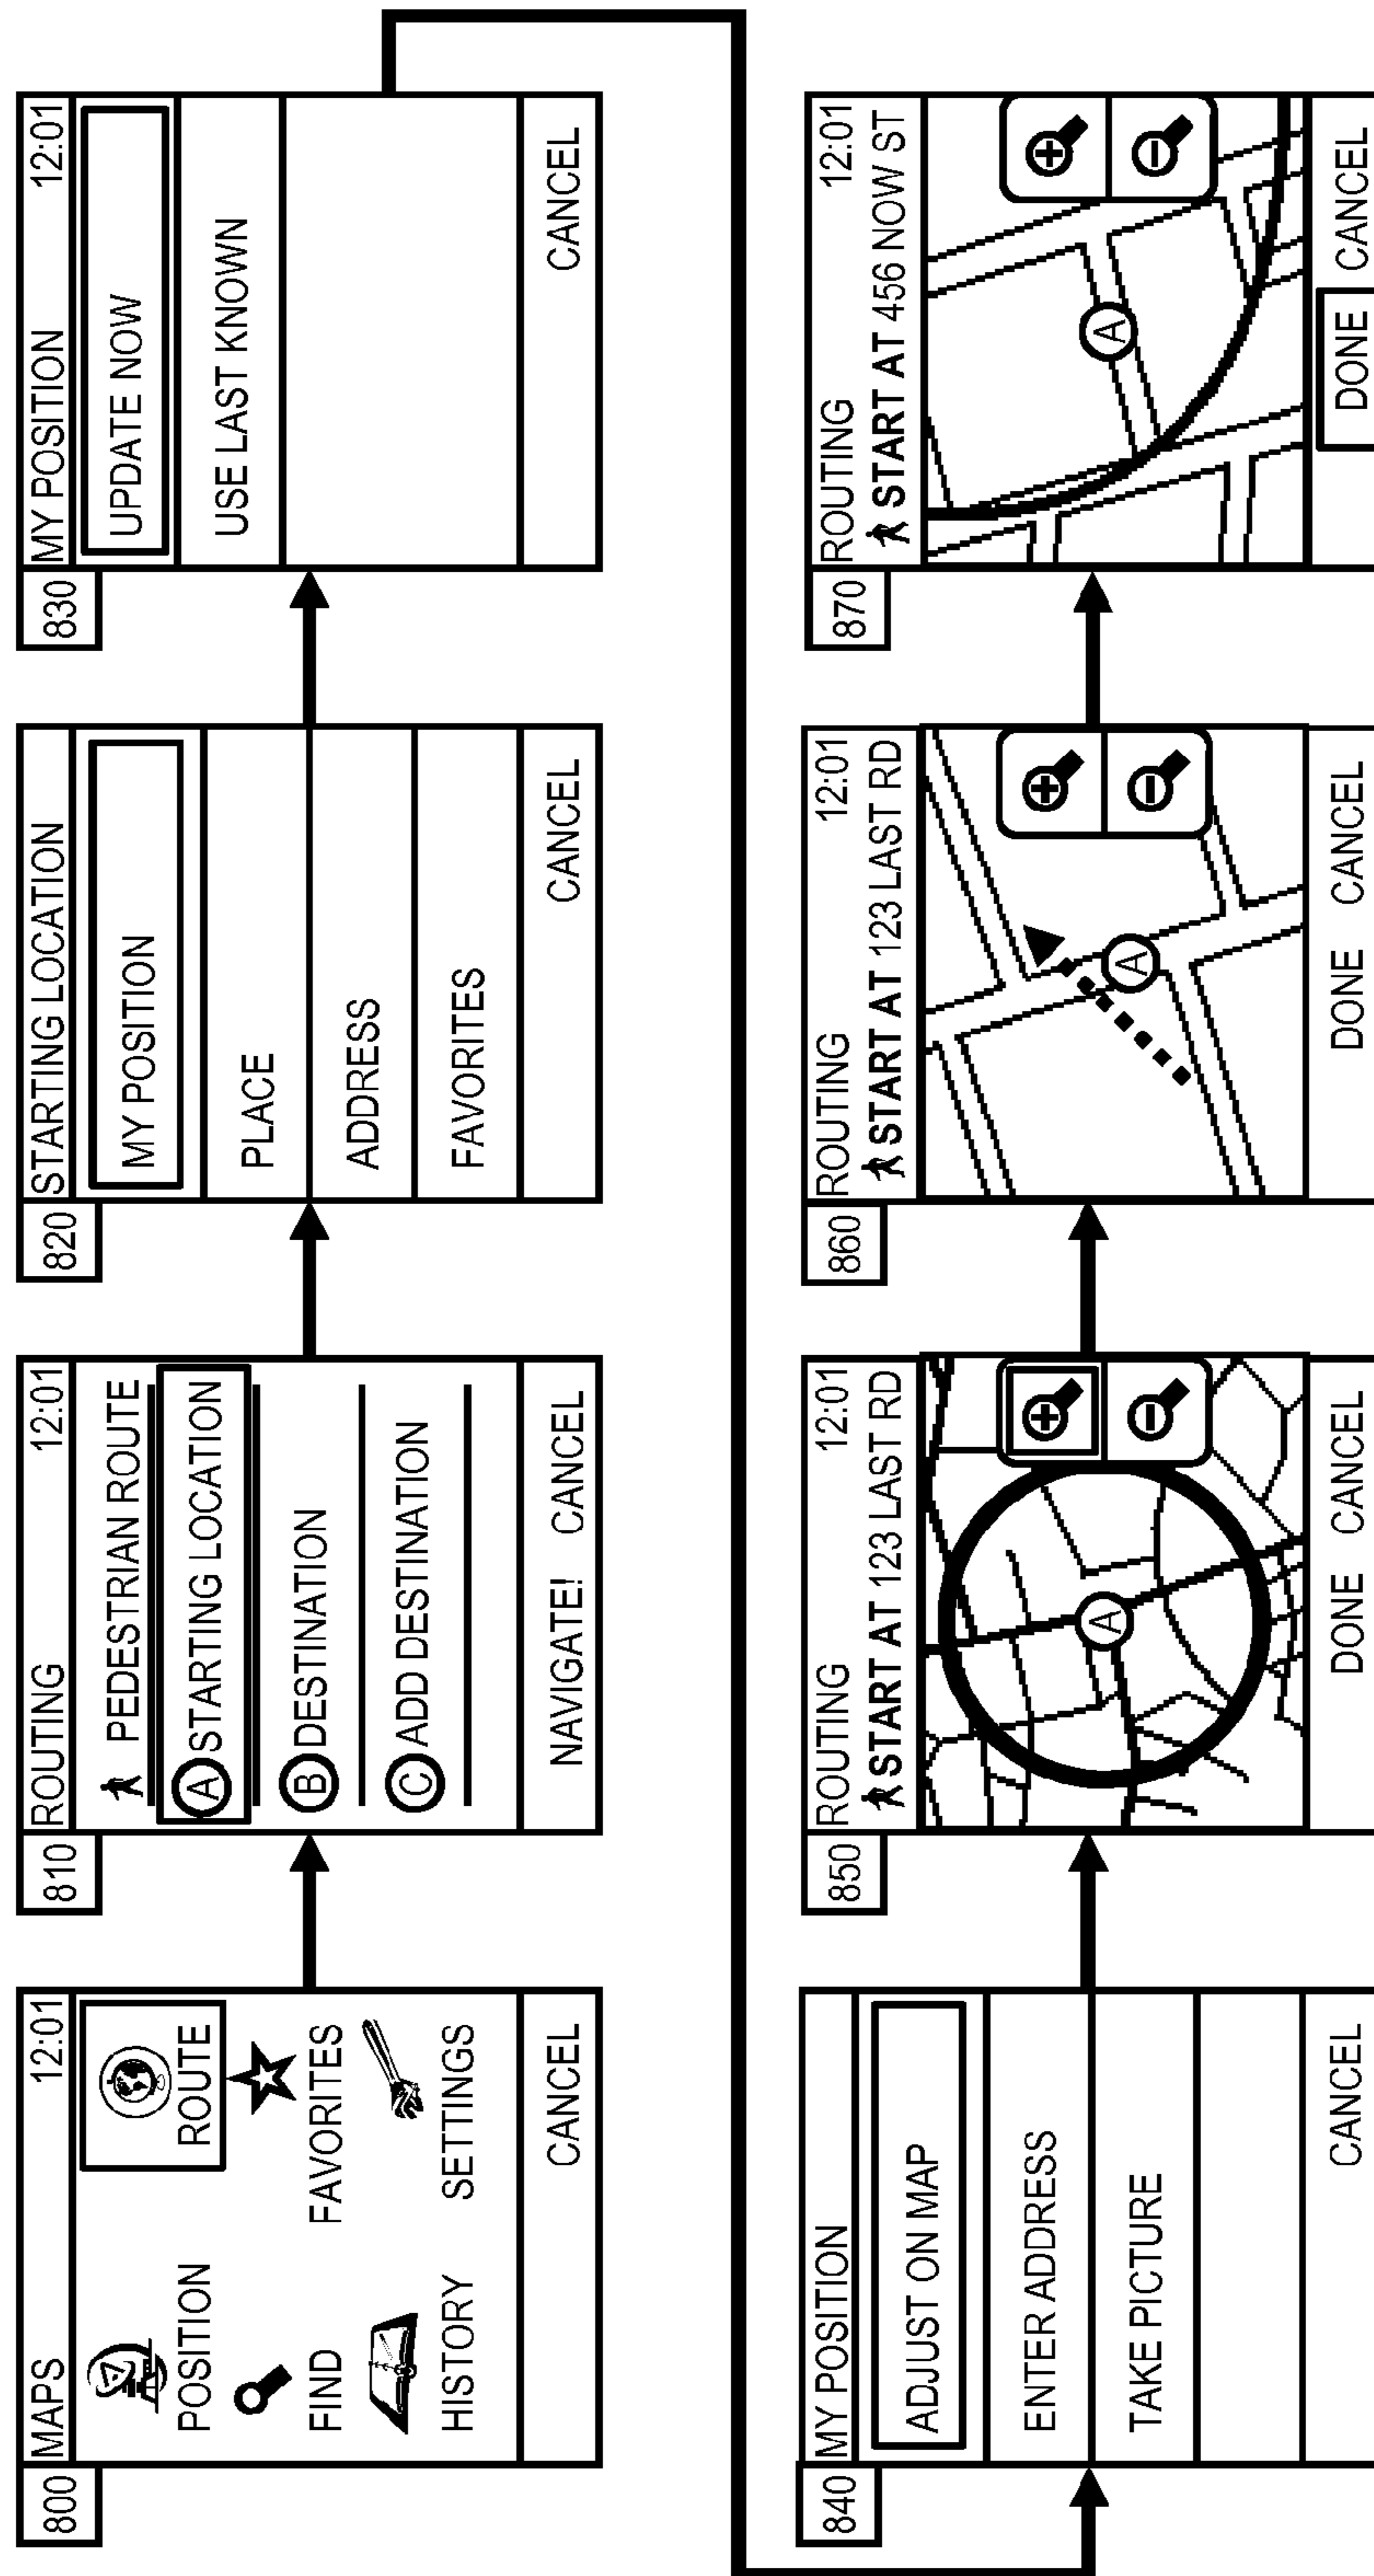 800
MAPS 12:01
POSITION ROUTE
FIND FAVORITES
HISTORY SETTINGS
CANCEL
810
ROUTING 12:01
PEDESTRIAN ROUTE
A STARTING LOCATION
B DESTINATION
C ADD DESTINATION
NAVIGATE! CANCEL
820
STARTING LOCATION
MY POSITION
PLACE
ADDRESS
FAVORITES
CANCEL
830
MY POSITION 12:01
UPDATE NOW
USE LAST KNOWN
CANCEL
840
MY POSITION
ADJUST ON MAP
ENTER ADDRESS
TAKE PICTURE
CANCEL
850
ROUTING 12:01
START AT 123 LAST RD
A
DONE CANCEL
860
ROUTING 12:01
START AT 123 LAST RD
A
DONE CANCEL
870
ROUTING 12:01
START AT 456 NOW ST
A
DONE CANCEL